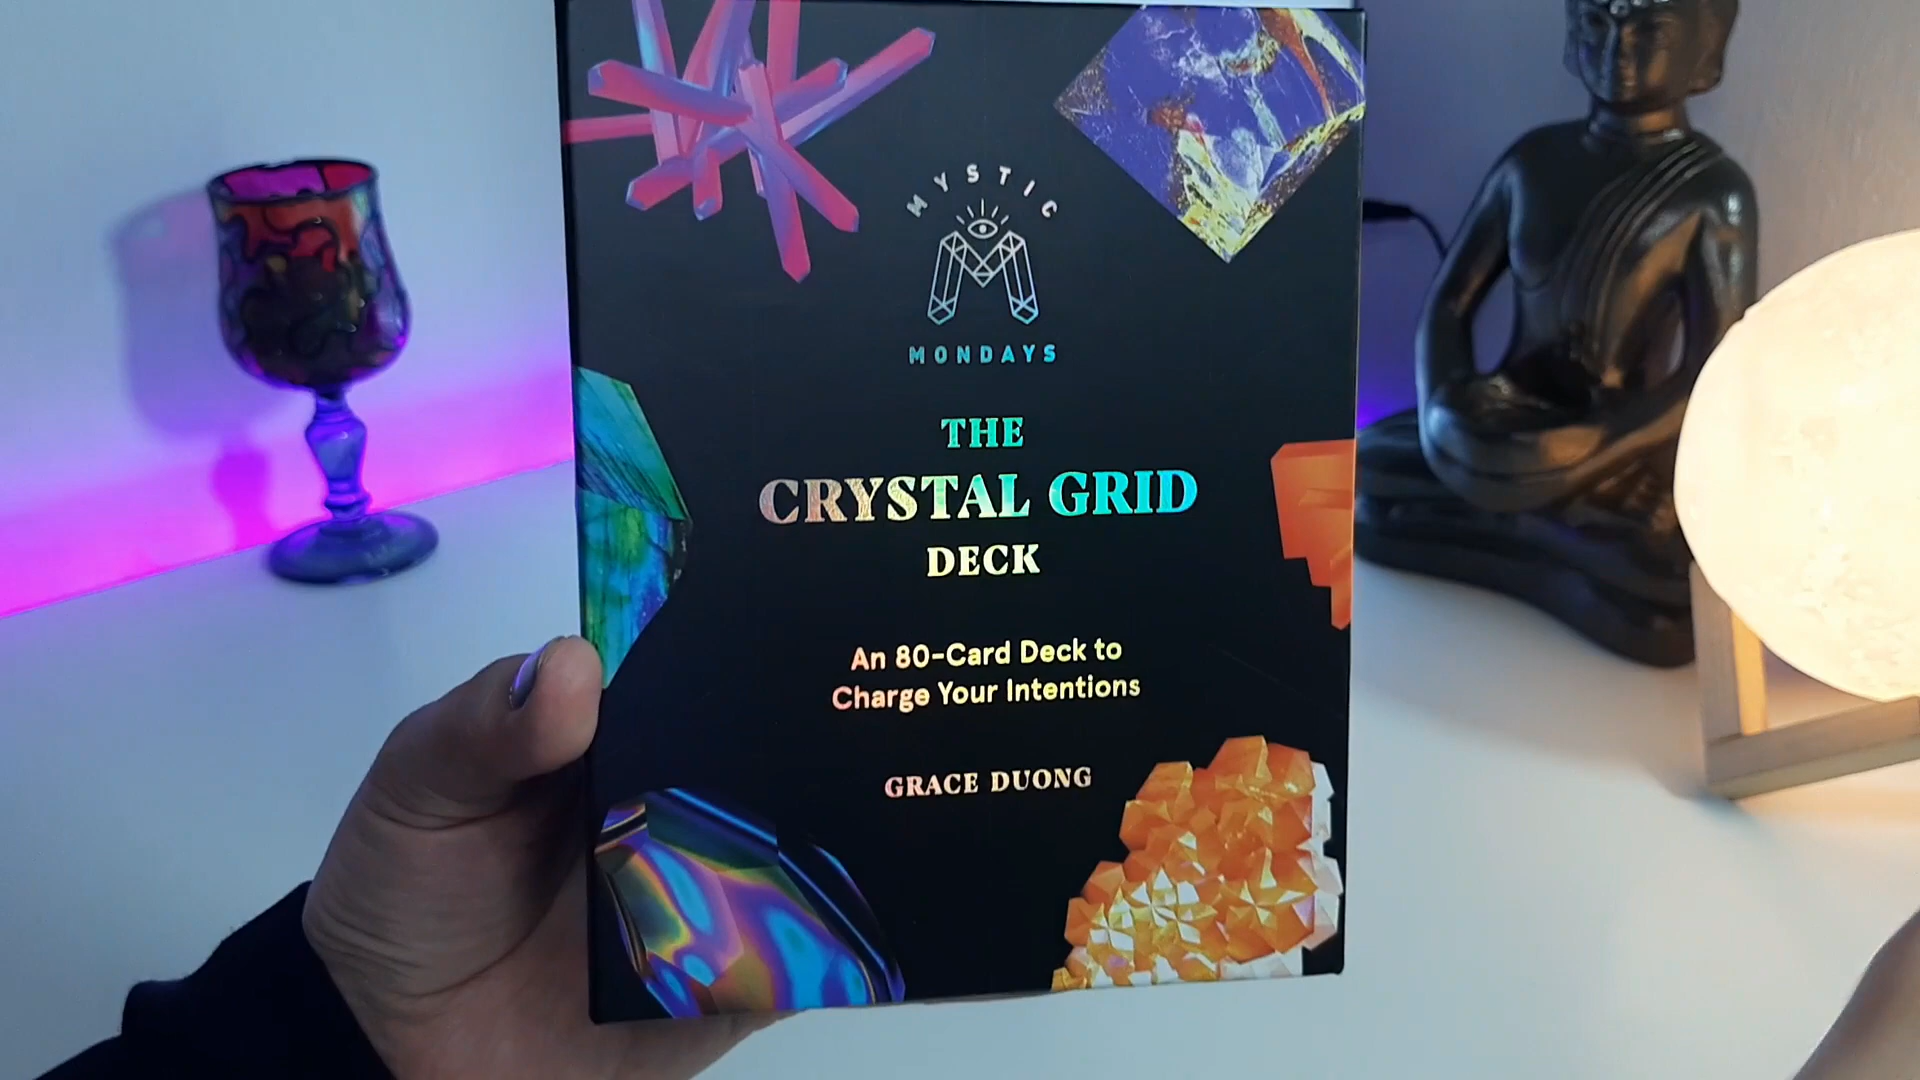 MYSTIC
MONDAYS
THE
CRYSTAL GRID
DECK
An 80-Card Deck to
Charge Your Intentions
GRACE DUONG